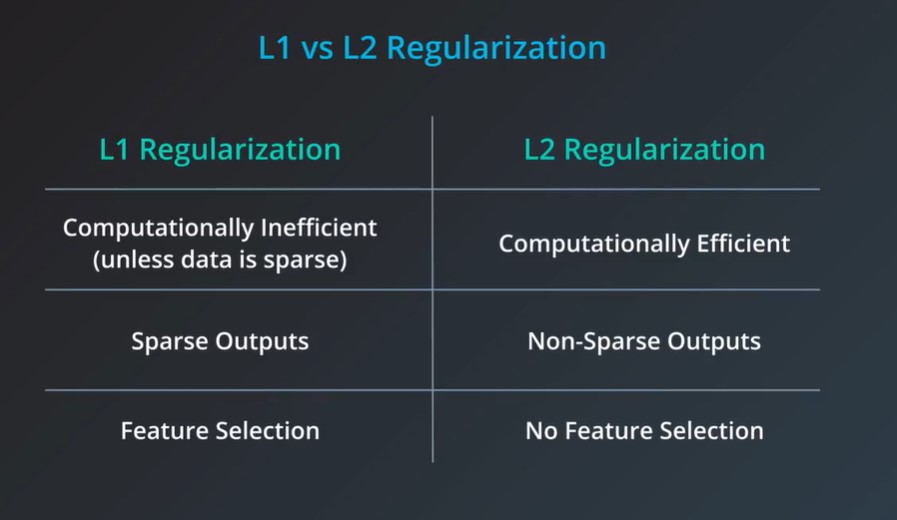 L1 vs L2 Regularization
L1 Regularization
L2 Regularization
Computationally Inefficient
(unless data is sparse)
Computationally Efficient
Sparse Outputs
Non-Sparse Outputs
Feature Selection
No Feature Selection